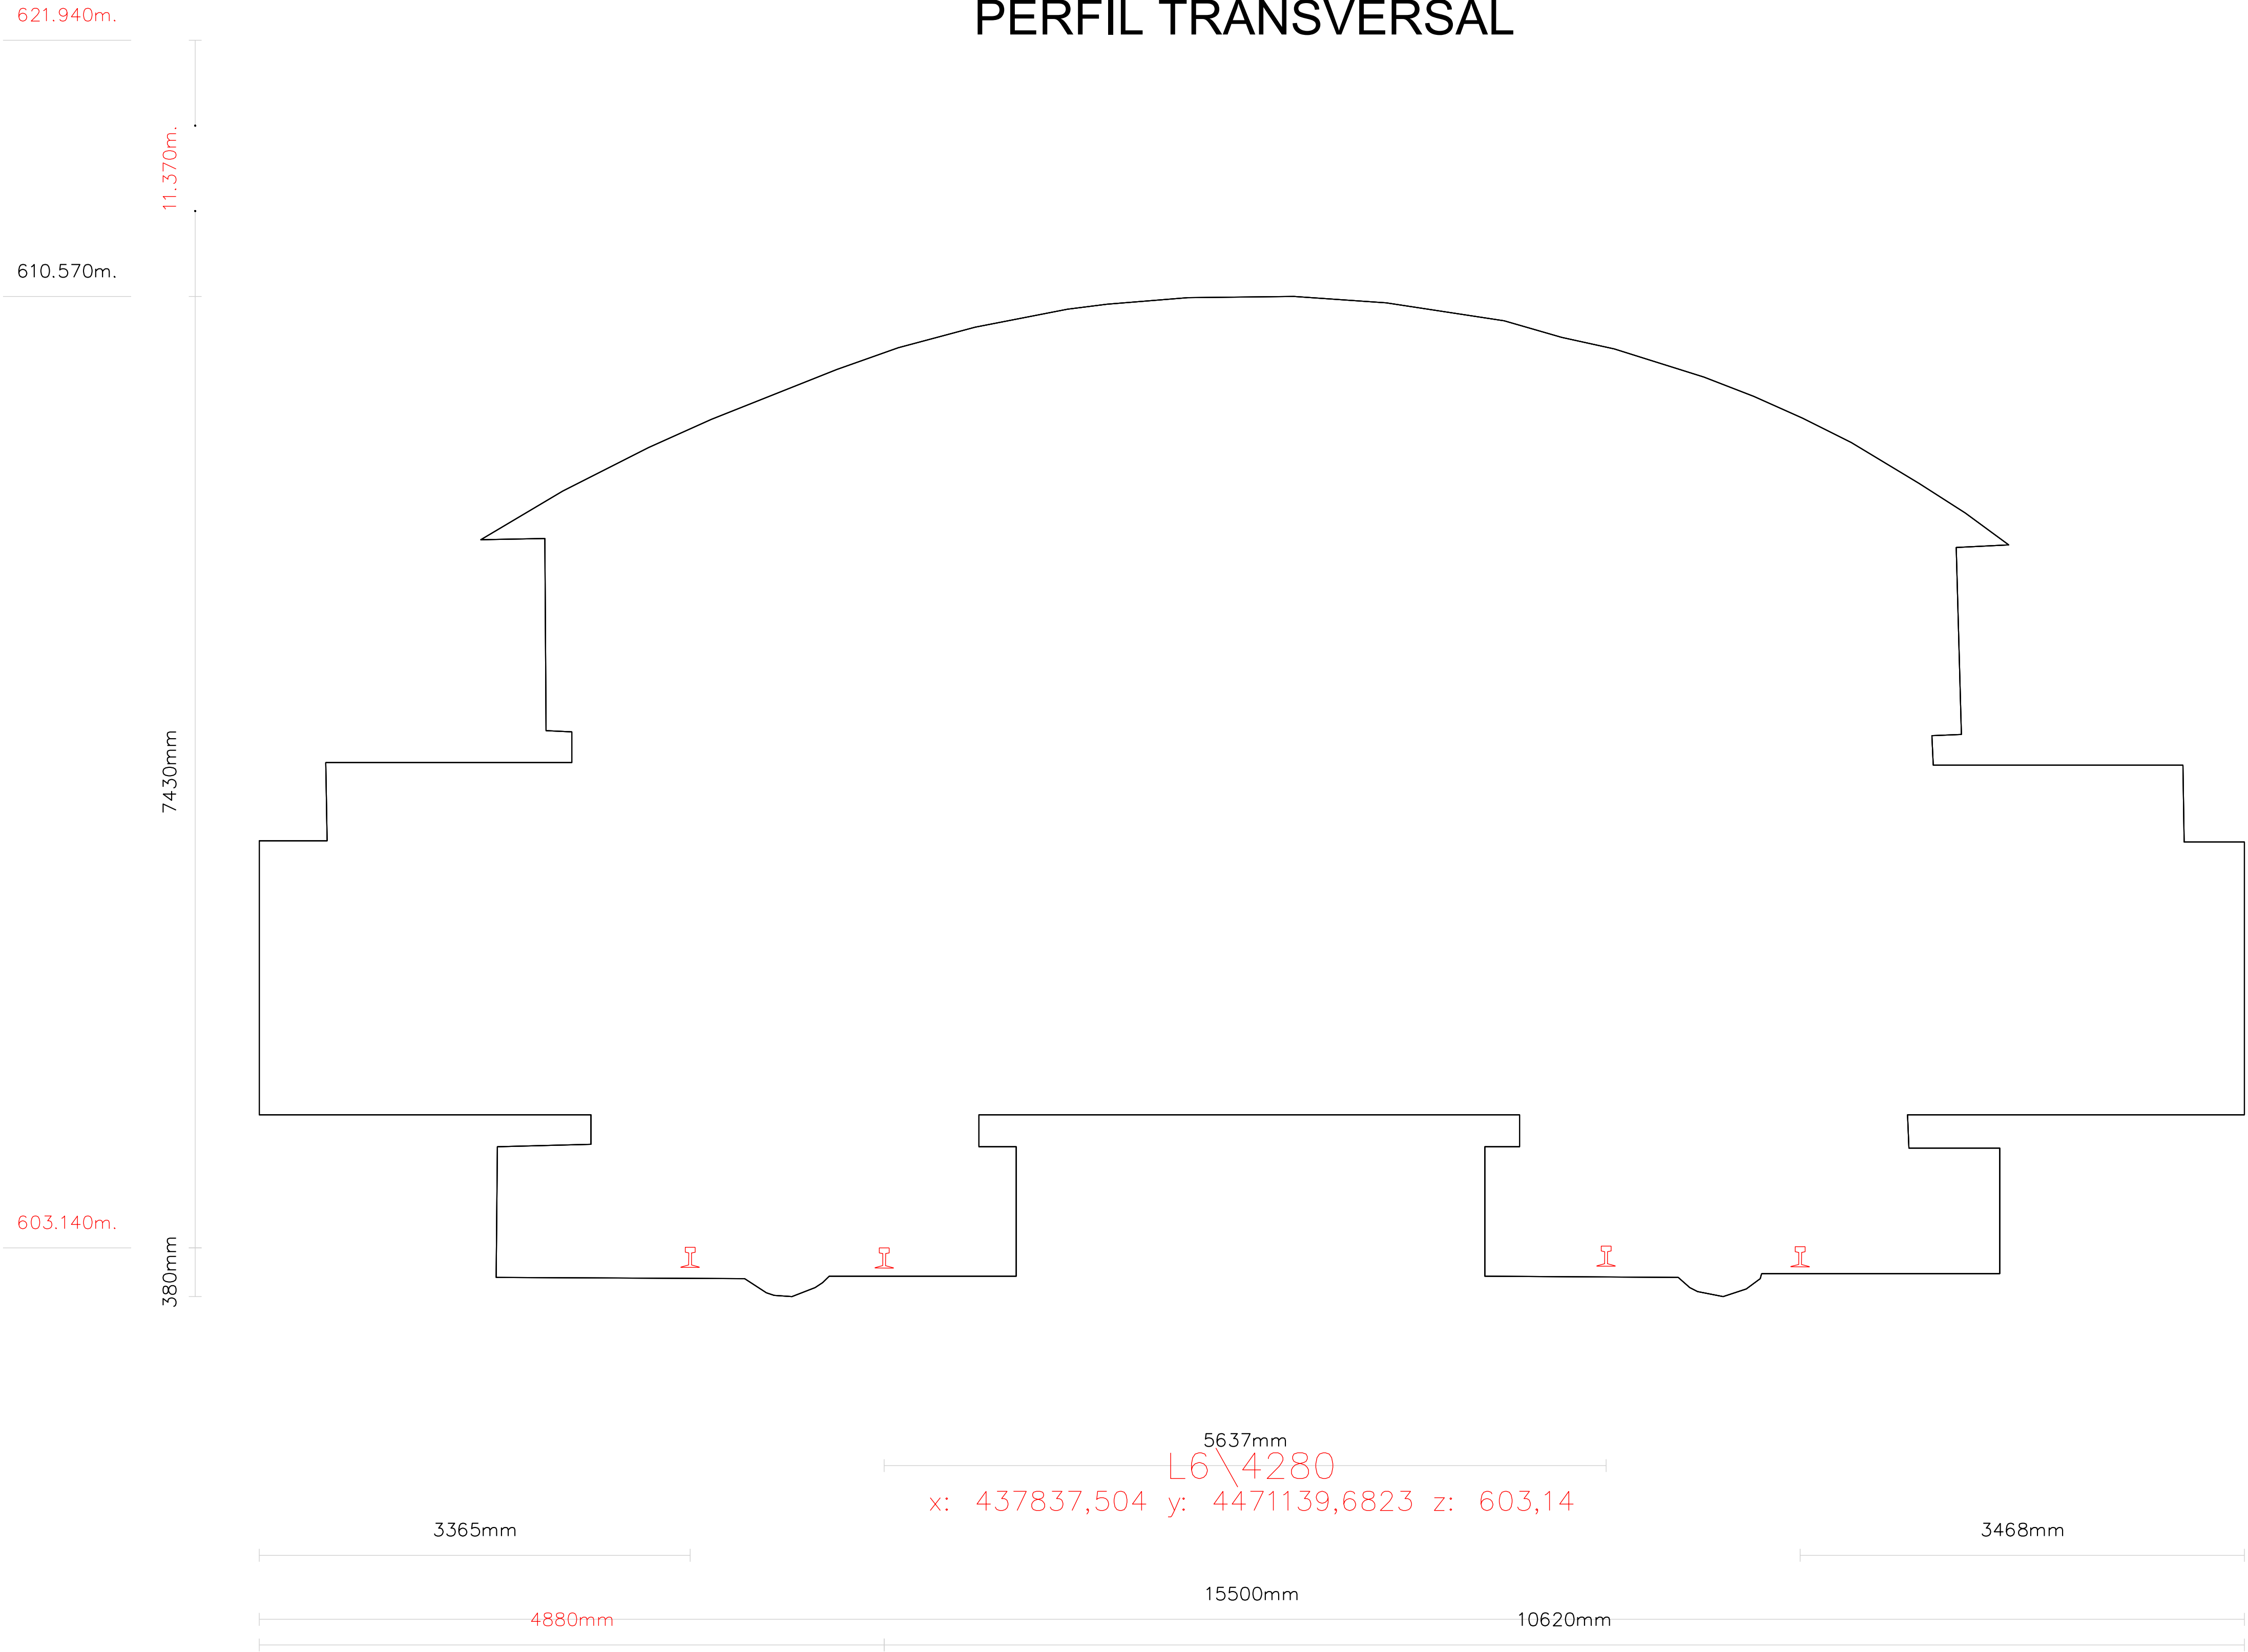 PERFIL TRANSVERSAL
621.940m.
11.370m.
610.570m.
7430mm
603.140m.
380mm
5637mm
L6\4280
x: 437837,504 y: 4471139,6823 z: 603,14
3365mm
3468mm
15500mm
4880mm
10620mm